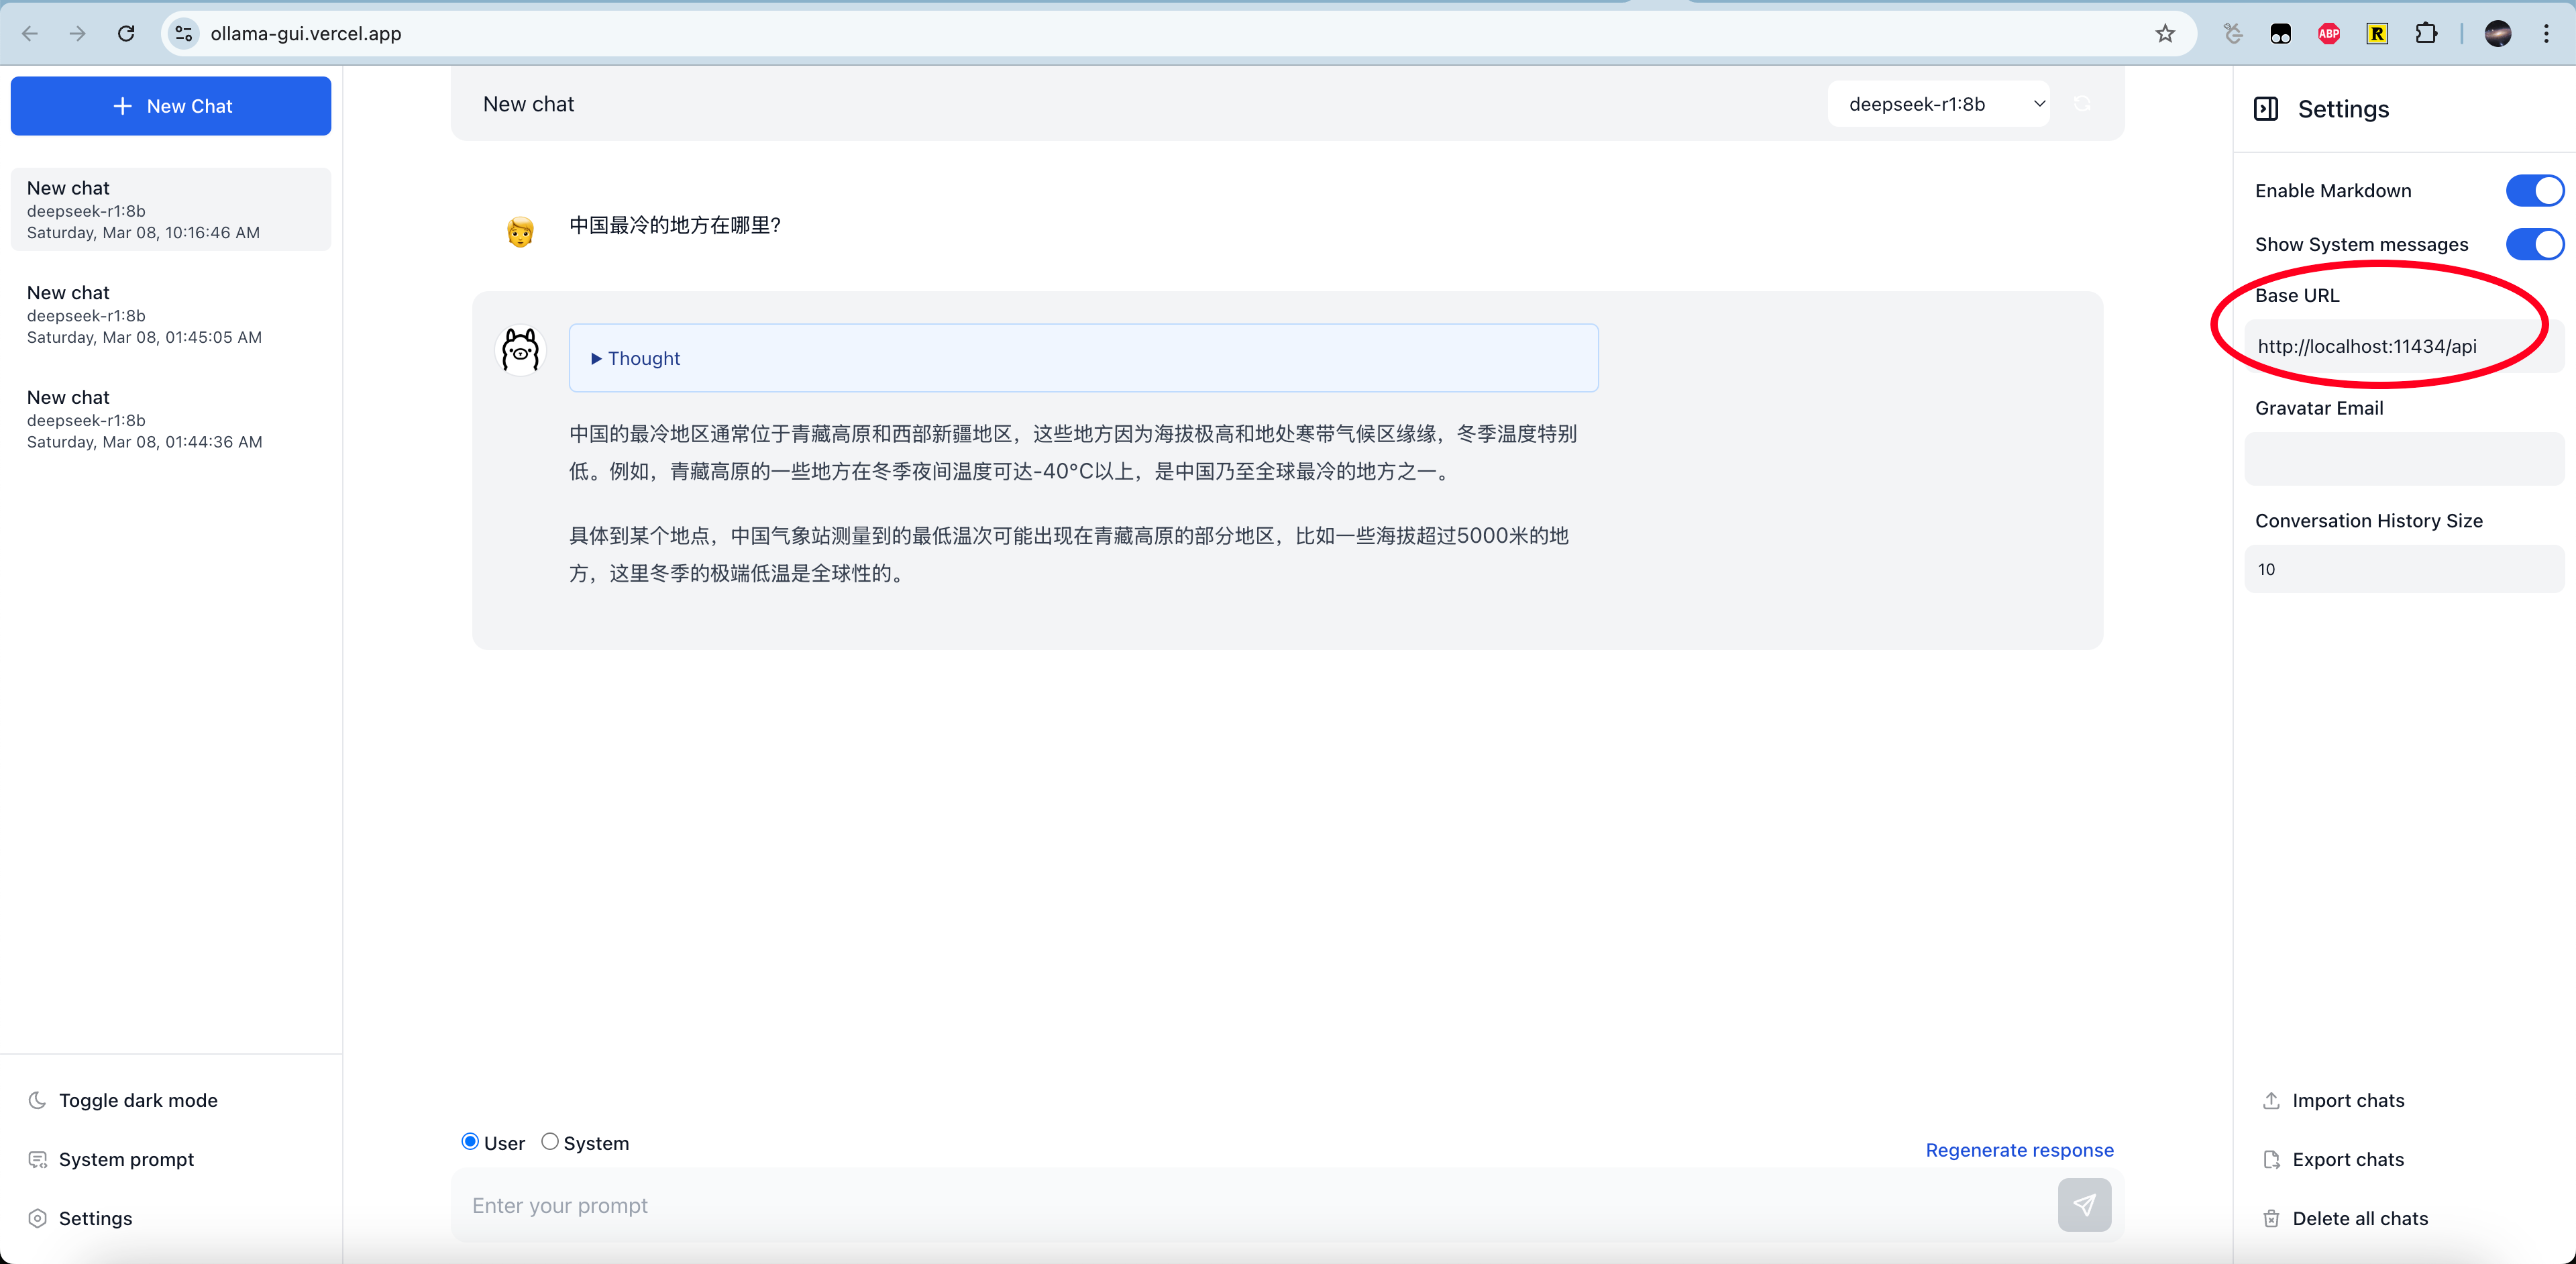 ollama-gui.vercel.app
ABP
R
New Chat
New chat
deepseek-r1:8b
Saturday, Mar 08, 10:16:46 AM
New chat
deepseek-r1:8b
Saturday, Mar 08, 01:45:05 AM
New chat
deepseek-r1:8b
Saturday, Mar 08, 01:44:36 AM
Toggle dark mode
System prompt
Settings
New chat
deepseek-r1:8b
中国最冷的地方在哪里?
Thought
中国的最冷地区通常位于青藏高原和西部新疆地区，这些地方因为海拔极高和地处寒带气候区缘缘，冬季温度特别
低。例如，青藏高原的一些地方在冬季夜间温度可达-40°C以上，是中国乃至全球最冷的地方之一。
具体到某个地点，中国气象站测量到的最低温次可能出现在青藏高原的部分地区，比如一些海拔超过5000米的地
方，这里冬季的极端低温是全球性的。
User
System
Regenerate response
Enter your prompt
Settings
Enable Markdown
Show System messages
Base URL
http://localhost:11434/api
Gravatar Email
Conversation History Size
10
Import chats
Export chats
Delete all chats